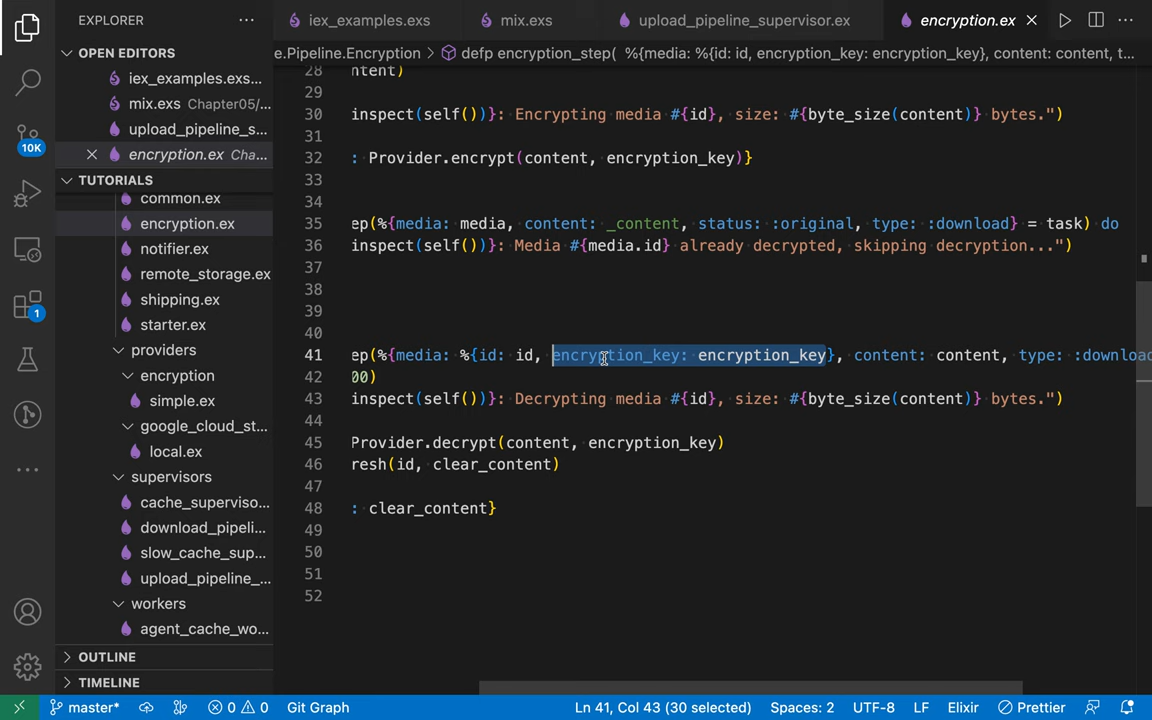 EXPLORER
iex_examples.exs
mix.exs
upload_pipeline_supervisor.ex
encryption.ex
OPEN EDITORS
e.Pipeline.Encryption > defp encryption_step( %{media: %{id: id, encryption_key: encryption_key}, content: content, t...
iex_examples.exs...
mix.exs Chapter05/...
upload_pipeline_s...
encryption.ex Cha...
TUTORIALS
common.ex
encryption.ex
notifier.ex
remote_storage.ex
shipping.ex
starter.ex
providers
encryption
simple.ex
google_cloud_st...
local.ex
supervisors
cache_superviso...
download_pipeli...
slow_cache_sup...
upload_pipeline_...
workers
agent_cache_wo...
OUTLINE
TIMELINE
10K
1
28 ntent)
29
30 inspect(self())}: Encrypting media #{id}, size: #{byte_size(content)} bytes.")
31
32 : Provider.encrypt(content, encryption_key)}
33
34
35 ep(%{media: media, content: _content, status: :original, type: :download} = task) do
36 inspect(self())}: Media #{media.id} already decrypted, skipping decryption...")
37
38
39
40
41 ep(%{media: %{id: id, encryption_key: encryption_key}, content: content, type: :download
42 00)
43 inspect(self())}: Decrypting media #{id}, size: #{byte_size(content)} bytes.")
44
45 Provider.decrypt(content, encryption_key)
46 resh(id, clear_content)
47
48 : clear_content}
49
50
51
52
master* 0 0 Git Graph Ln 41, Col 43 (30 selected) Spaces: 2 UTF-8 LF Elixir Prettier